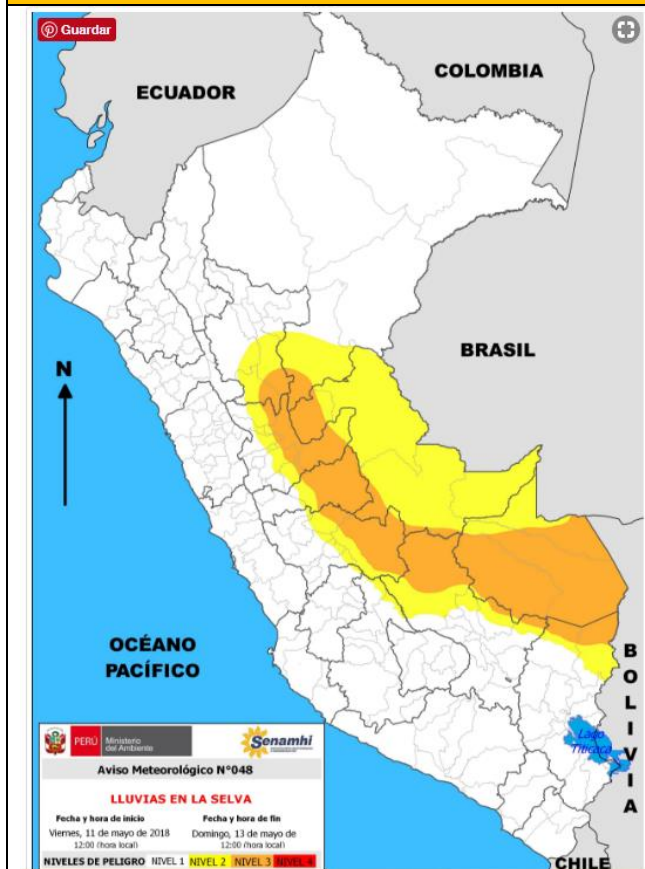 Guardar
COLOMBIA
ECUADOR
BRASIL
N
OCÉANO
PACÍFICO
BOLIVIA
Lago
Titicaca
PERÚ Ministerio
del Ambiente
Senamhi
Aviso Meteorológico N°048
LLUVIAS EN LA SELVA
Fecha y hora de inicio Fecha y hora de fin
Viernes, 11 de mayo de 2018 Domingo, 13 de mayo de
12:00 (hora local) 12:00 (hora local)
NIVELES DE PELIGRO NIVEL 1 NIVEL 2 NIVEL 3 NIVEL 4
CHILE